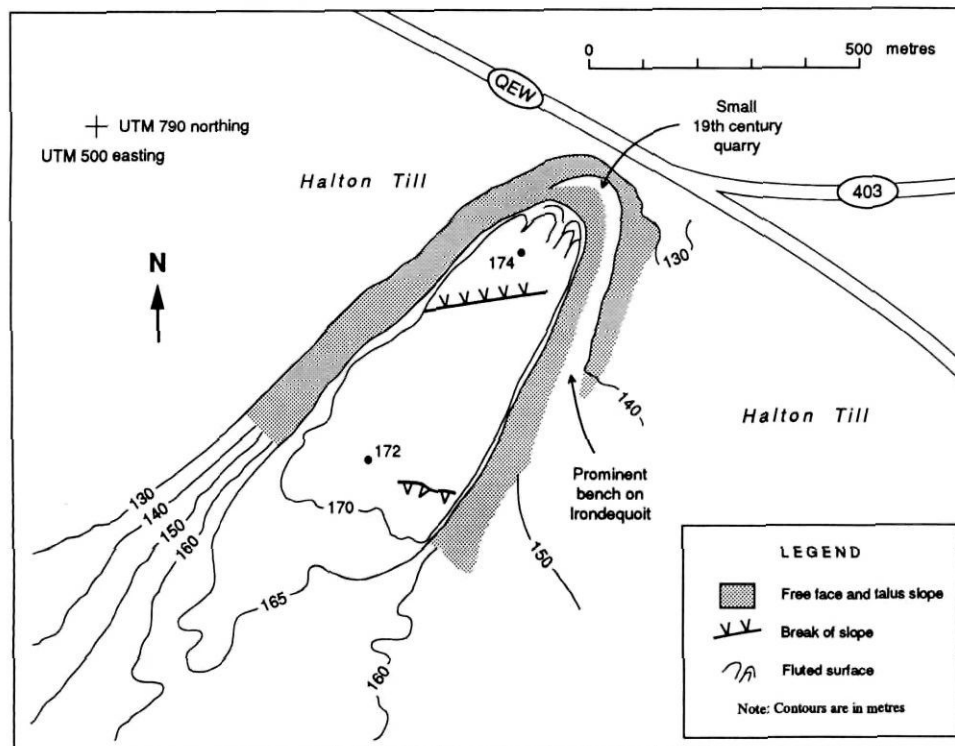 0
500
metres
QEW
Small
19th century
quarry
UTM 790 northing
UTM 500 easting
Halton Till
403
N
174
130
140
Halton Till
172
170
Prominent
bench on
Irondequoit
130
140
150
160
150
165
160
LEGEND
Free face and talus slope
Break of slope
Fluted surface
Note: Contours are in metres